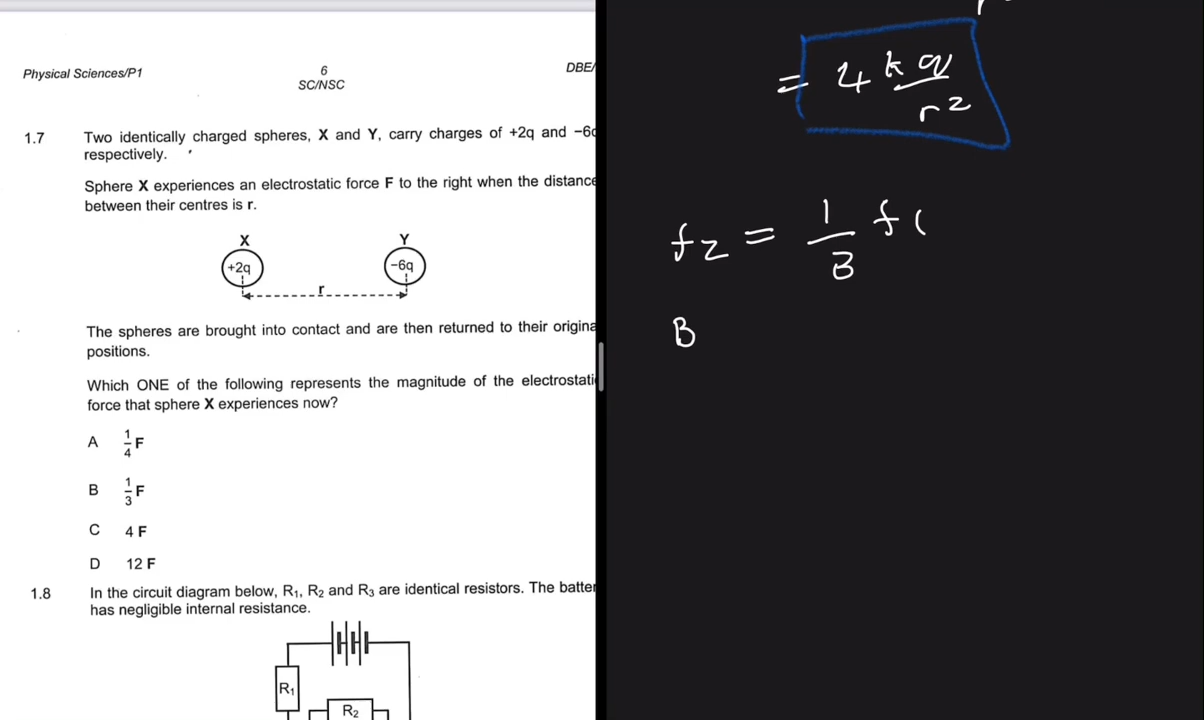 Physical Sciences/P1
6
SC/NSC
DBE/
1.7 Two identically charged spheres, X and Y, carry charges of +2q and −6q
respectively.
Sphere X experiences an electrostatic force F to the right when the distance
between their centres is r.
X Y
+2q −6q
r
The spheres are brought into contact and are then returned to their origina
positions.
Which ONE of the following represents the magnitude of the electrostati
force that sphere X experiences now?
A 1/4 F
B 1/3 F
C 4 F
D 12 F
1.8 In the circuit diagram below, R₁, R₂ and R₃ are identical resistors. The batter
has negligible internal resistance.
R₁
R₂
= 4 kq/r²
f2 = 1/3 f1
B